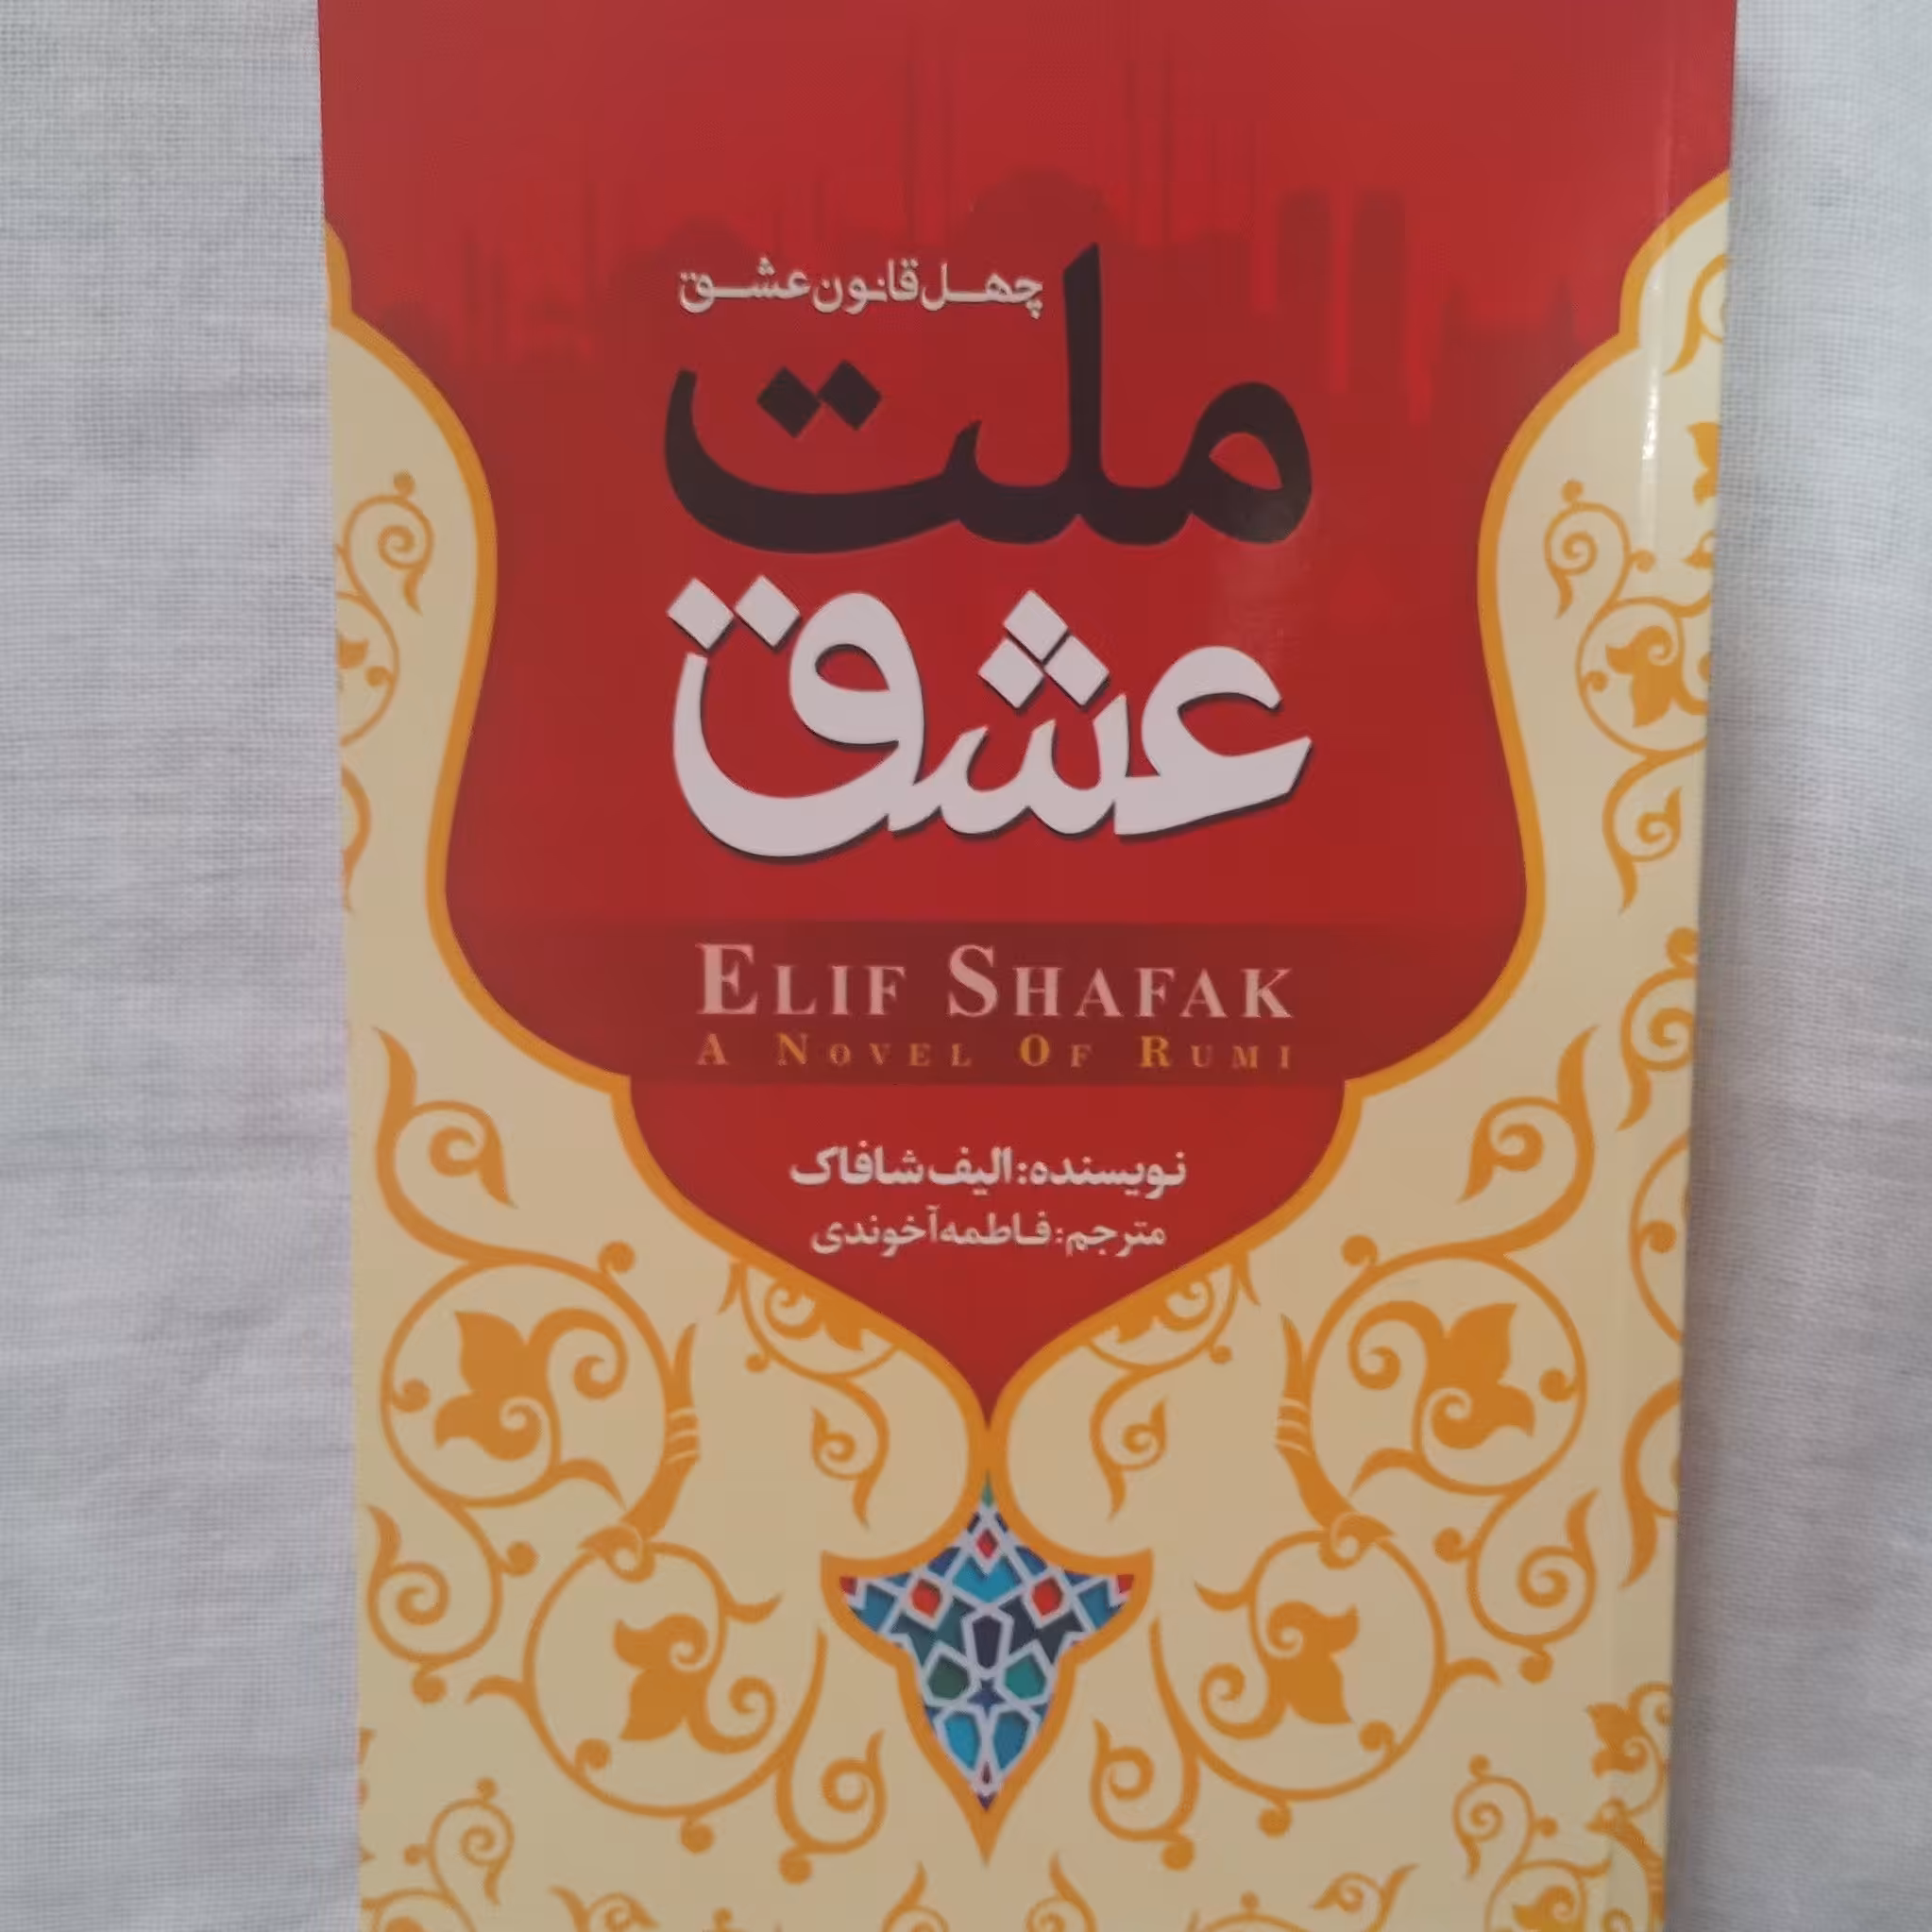 چهل قانون عشق
ملت
عشق
ELIF SHAFAK
A NOVEL OF RUMI
نویسنده: الیف شافاک
مترجم: فاطمه آخوندی